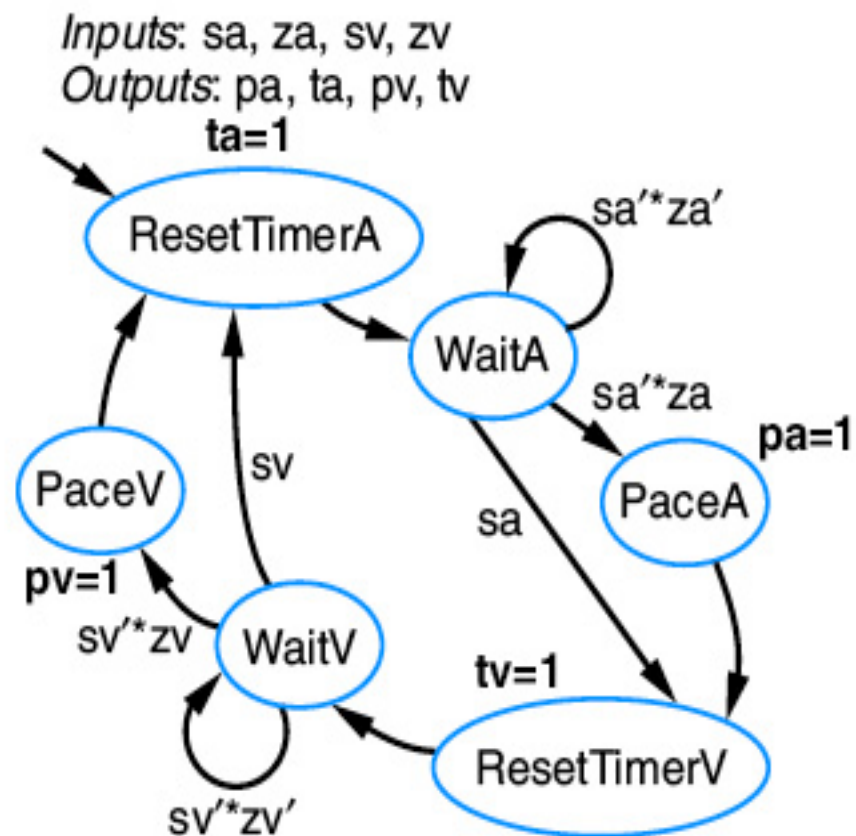 Inputs: sa, za, sv, zv
Outputs: pa, ta, pv, tv
ta=1
ResetTimerA
sa′*za′
WaitA
sa′*za
pa=1
PaceA
sa
sv
PaceV
pv=1
sv′*zv
WaitV
tv=1
ResetTimerV
sv′*zv′